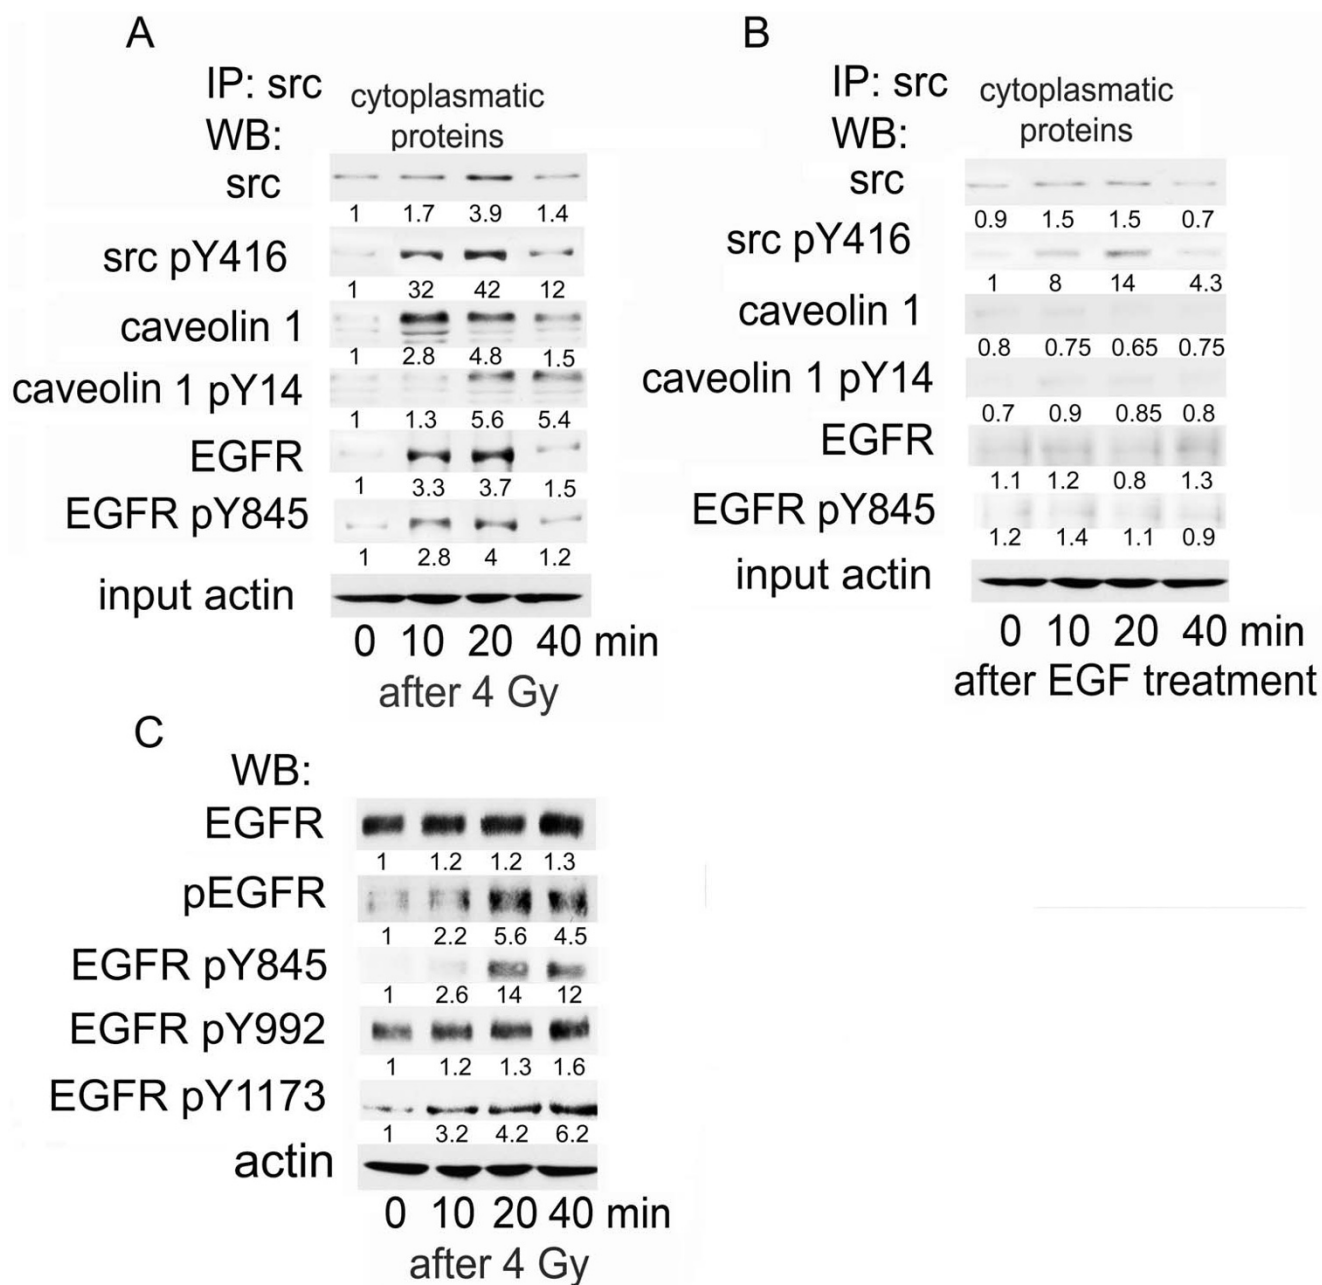 A
IP: src
cytoplasmatic
proteins
WB:
src
1 1.7 3.9 1.4
src pY416
1 32 42 12
caveolin 1
1 2.8 4.8 1.5
caveolin 1 pY14
1 1.3 5.6 5.4
EGFR
1 3.3 3.7 1.5
EGFR pY845
1 2.8 4 1.2
input actin
0 10 20 40 min
after 4 Gy
B
IP: src
cytoplasmatic
proteins
WB:
src
0.9 1.5 1.5 0.7
src pY416
1 8 14 4.3
caveolin 1
0.8 0.75 0.65 0.75
caveolin 1 pY14
0.7 0.9 0.85 0.8
EGFR
1.1 1.2 0.8 1.3
EGFR pY845
1.2 1.4 1.1 0.9
input actin
0 10 20 40 min
after EGF treatment
C
WB:
EGFR
1 1.2 1.2 1.3
pEGFR
1 2.2 5.6 4.5
EGFR pY845
1 2.6 14 12
EGFR pY992
1 1.2 1.3 1.6
EGFR pY1173
1 3.2 4.2 6.2
actin
0 10 20 40 min
after 4 Gy